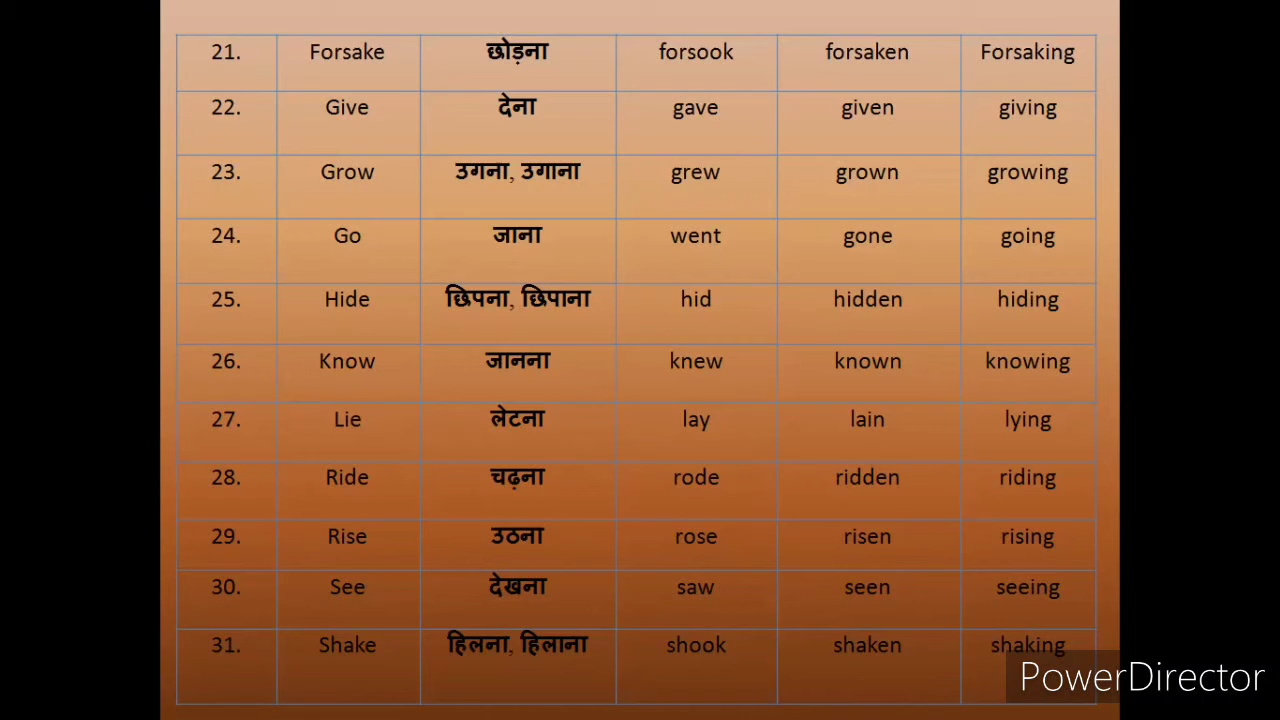 21. Forsake छोड़ना forsook forsaken Forsaking
22. Give देना gave given giving
23. Grow उगना, उगाना grew grown growing
24. Go जाना went gone going
25. Hide छिपना, छिपाना hid hidden hiding
26. Know जानना knew known knowing
27. Lie लेटना lay lain lying
28. Ride चढ़ना rode ridden riding
29. Rise उठना rose risen rising
30. See देखना saw seen seeing
31. Shake हिलना, हिलाना shook shaken shaking
PowerDirector